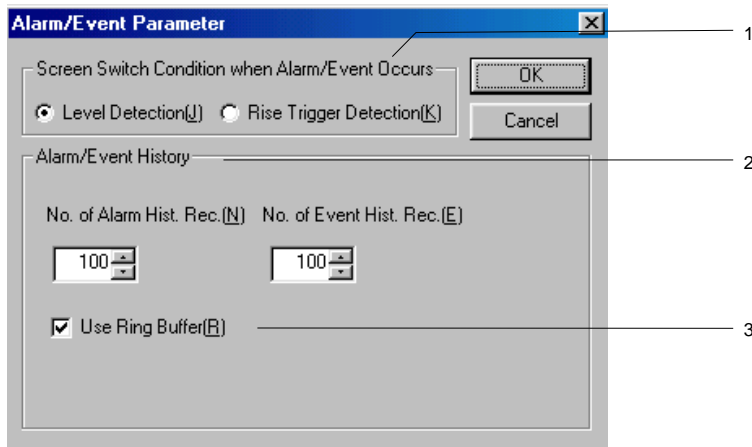 Alarm/Event Parameter
1
Screen Switch Condition when Alarm/Event Occurs
OK
Level Detection(J) Rise Trigger Detection(K)
Cancel
Alarm/Event History
2
No. of Alarm Hist. Rec.(N) No. of Event Hist. Rec.(E)
100 100
Use Ring Buffer(R)
3